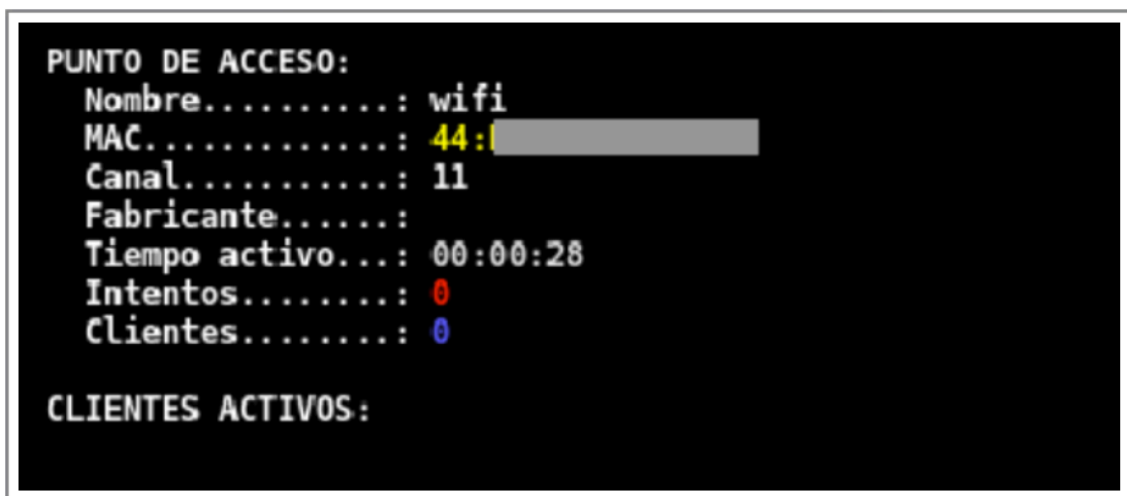 PUNTO DE ACCESO:
Nombre..........: wifi
MAC.............: 44:
Canal...........: 11
Fabricante......:
Tiempo activo...: 00:00:28
Intentos........: 0
Clientes........: 0
CLIENTES ACTIVOS: